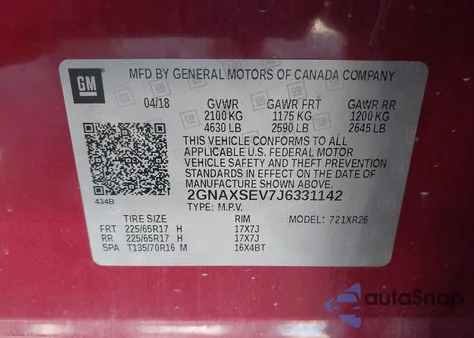 GM
MFD BY GENERAL MOTORS OF CANADA COMPANY
04/18 GVWR GAWR FRT GAWR RR
2100 KG 1175 KG 1200 KG
4630 LB 2590 LB 2645 LB
THIS VEHICLE CONFORMS TO ALL
APPLICABLE U.S. FEDERAL MOTOR
VEHICLE SAFETY AND THEFT PREVENTION
STANDARDS IN EFFECT ON THE DATE OF
MANUFACTURE SHOWN ABOVE.
434B
2GNAXSEV7J6331142
TYPE: M.P.V.
TIRE SIZE RIM MODEL: 721XR26
FRT 225/65R17 H 17X7J
RR 225/65R17 H 17X7J
SPA T135/70R16 M 16X4BT
autoSnap